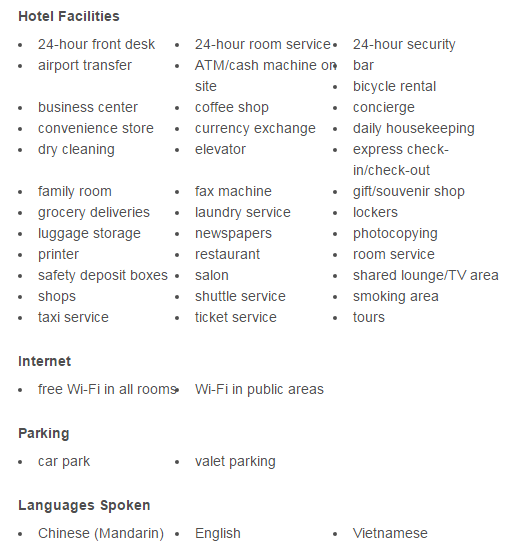 Hotel Facilities
24-hour front desk
24-hour room service
24-hour security
airport transfer
ATM/cash machine on
site
bar
bicycle rental
business center
coffee shop
concierge
convenience store
currency exchange
daily housekeeping
dry cleaning
elevator
express check-
in/check-out
family room
fax machine
gift/souvenir shop
grocery deliveries
laundry service
lockers
luggage storage
newspapers
photocopying
printer
restaurant
room service
safety deposit boxes
salon
shared lounge/TV area
shops
shuttle service
smoking area
taxi service
ticket service
tours
Internet
free Wi-Fi in all rooms
Wi-Fi in public areas
Parking
car park
valet parking
Languages Spoken
Chinese (Mandarin)
English
Vietnamese